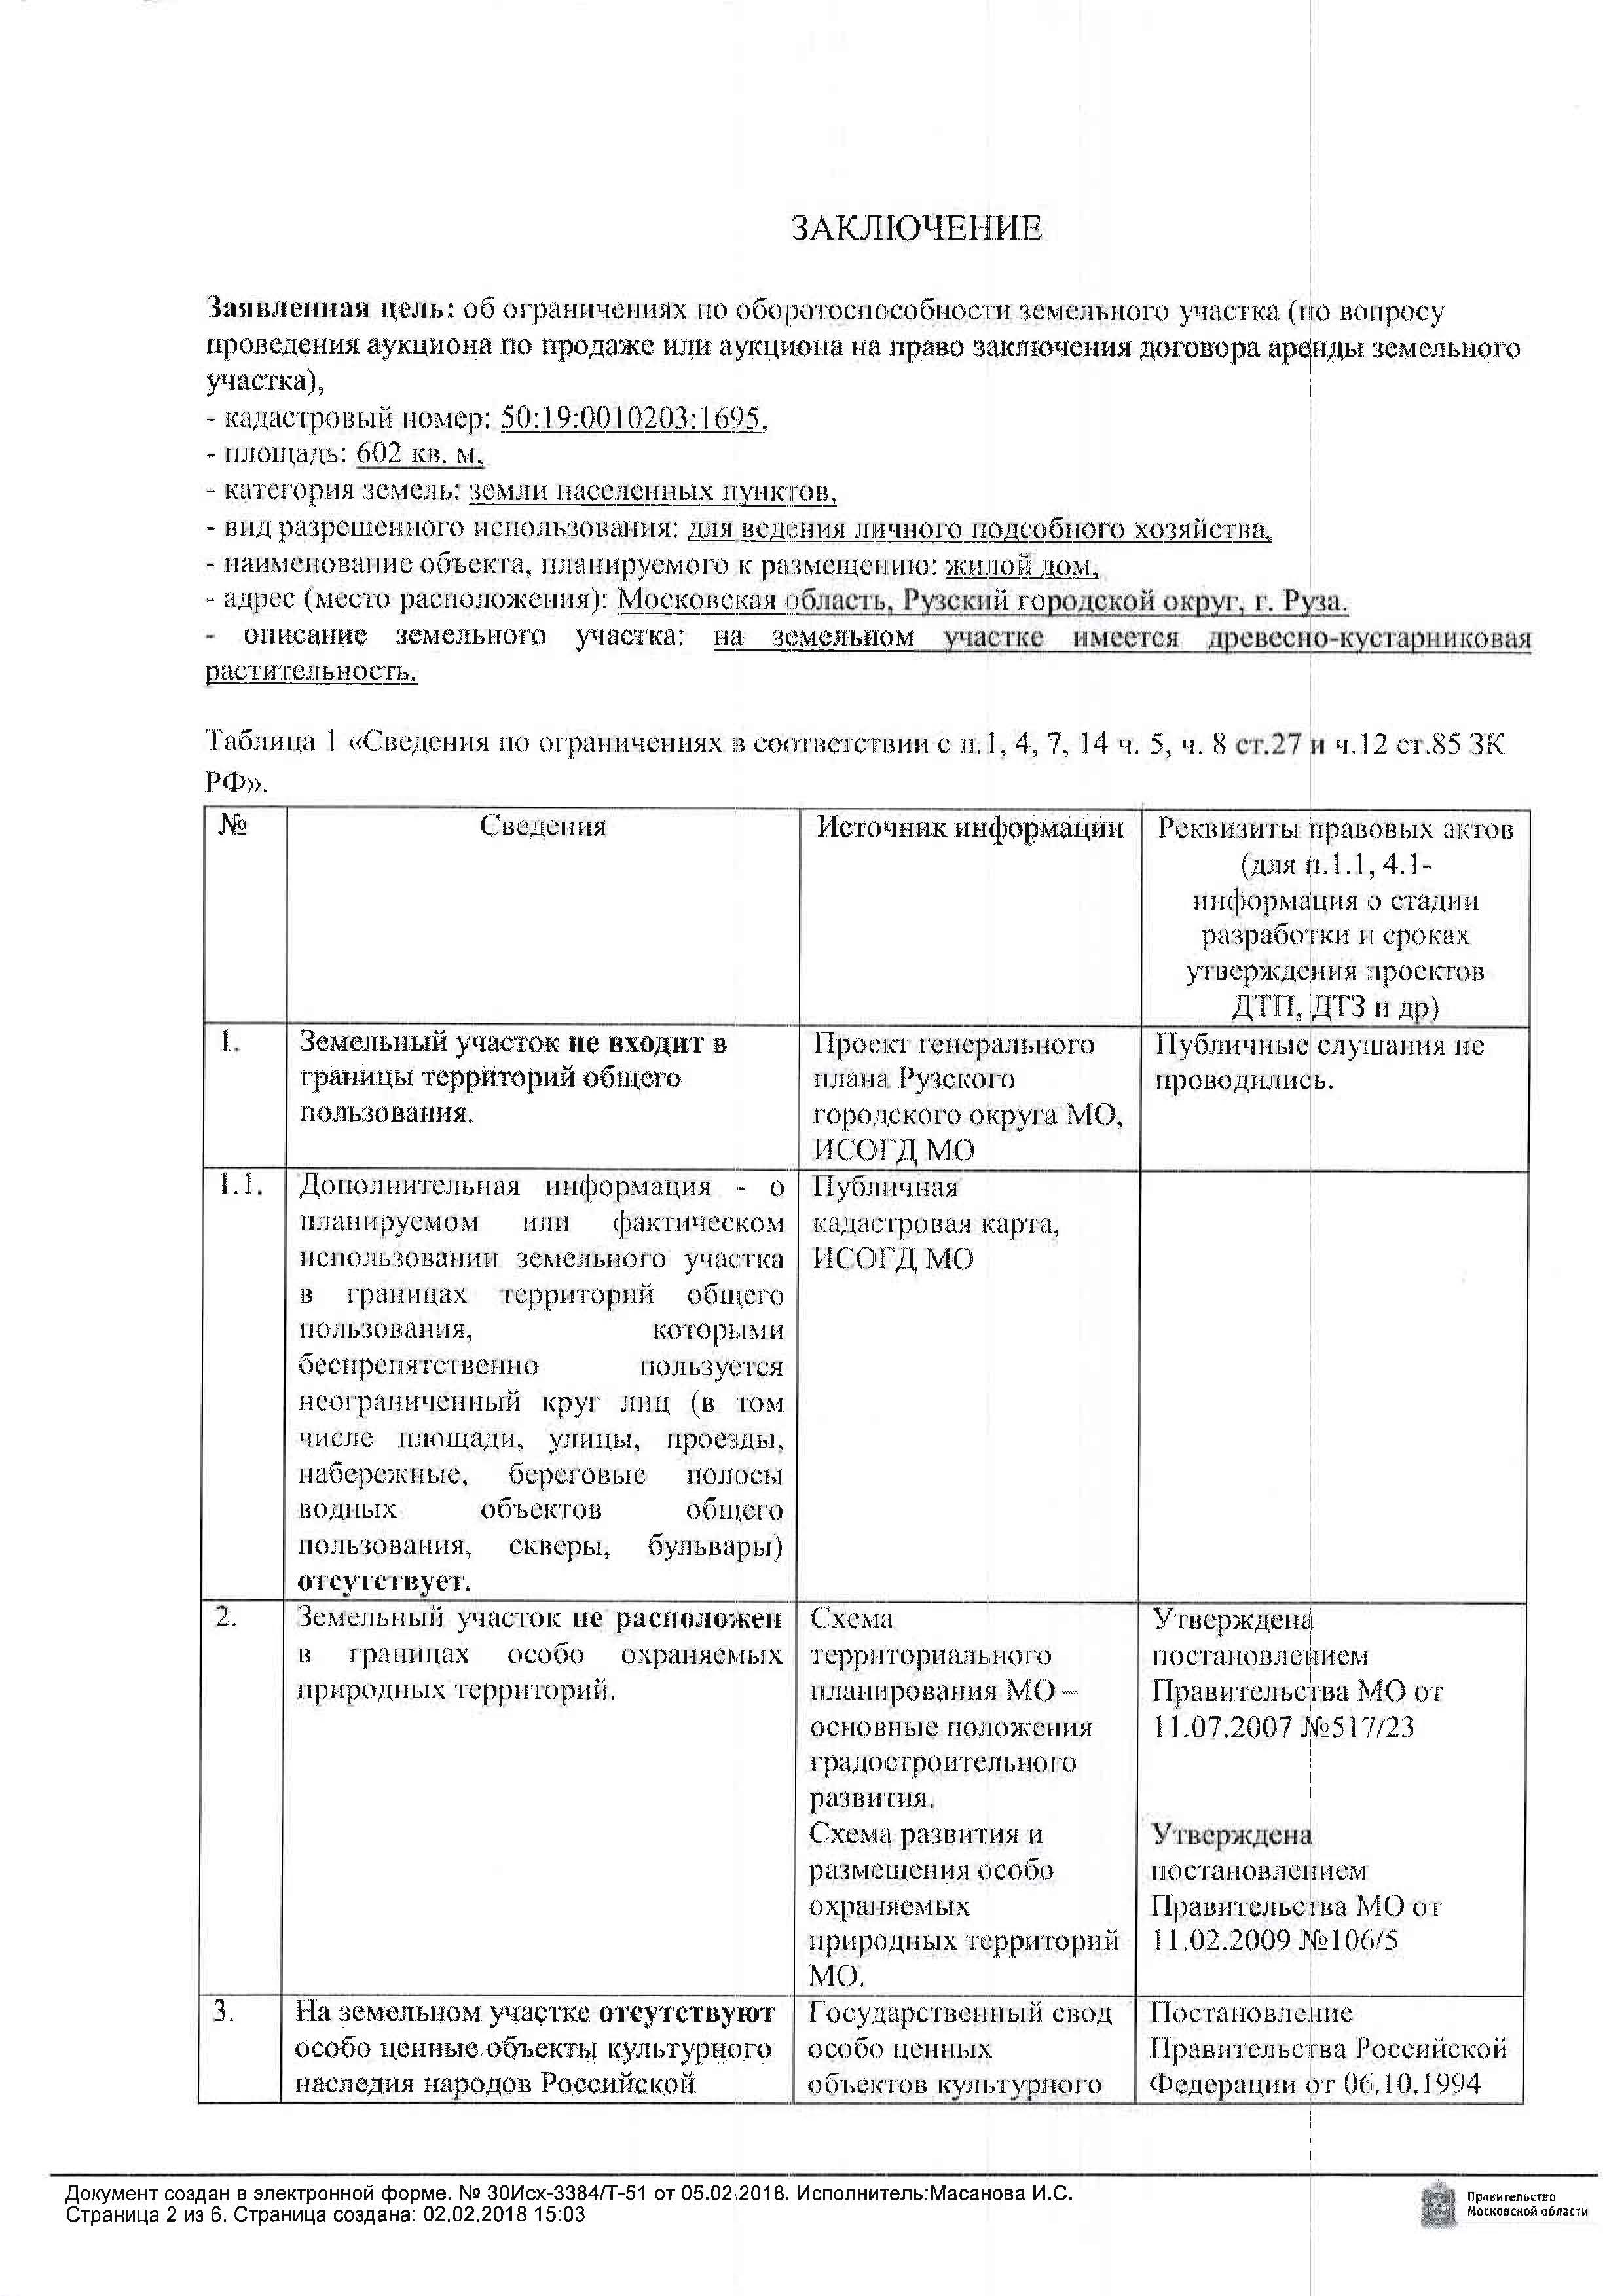 ЗАКЛЮЧЕНИЕ
Заявленная цель: об ограничениях по оборотоспособности земельного участка (по вопросу
проведения аукциона по продаже или аукциона на право заключения договора аренды земельного
участка),
- кадастровый номер: 50:19:0010203:1695,
- площадь: 602 кв. м,
- категория земель: земли населенных пунктов,
- вид разрешенного использования: для ведения личного подсобного хозяйства,
- наименование объекта, планируемого к размещению: жилой дом,
- адрес (место расположения): Московская область, Рузский городской округ, г. Руза.
- описание земельного участка: на земельном участке имеется древесно-кустарниковая
растительность.
Таблица 1 «Сведения по ограничениях в соответствии с п.1, 4, 7, 14 ч. 5, ч. 8 ст.27 и ч.12 ст.85 ЗК
РФ».
№
Сведения
Источник информации
Реквизиты правовых актов
(для п.1.1, 4.1-
информация о стадии
разработки и сроках
утверждения проектов
ДТП, ДТЗ и др)
1.
Земельный участок не входит в
границы территорий общего
пользования.
Проект генерального
плана Рузского
городского округа МО,
ИСОГД МО
Публичные слушания не
проводились.
1.1.
Дополнительная информация - о
планируемом или фактическом
использовании земельного участка
в границах территорий общего
пользования, которыми
беспрепятственно пользуется
неограниченный круг лиц (в том
числе площади, улицы, проезды,
набережные, береговые полосы
водных объектов общего
пользования, скверы, бульвары)
отсутствует.
Публичная
кадастровая карта,
ИСОГД МО
2.
Земельный участок не расположен
в границах особо охраняемых
природных территорий.
Схема
территориального
планирования МО –
основные положения
градостроительного
развития.
Схема развития и
размещения особо
охраняемых
природных территорий
МО.
Утверждена
постановлением
Правительства МО от
11.07.2007 №517/23
Утверждена
постановлением
Правительства МО от
11.02.2009 №106/5
3.
На земельном участке отсутствуют
особо ценные объекты культурного
наследия народов Российской
Государственный свод
особо ценных
объектов культурного
Постановление
Правительства Российской
Федерации от 06.10.1994
Документ создан в электронной форме. № 30Исх-3384/Т-51 от 05.02.2018. Исполнитель:Масанова И.С.
Страница 2 из 6. Страница создана: 02.02.2018 15:03
Правительство
Московской области